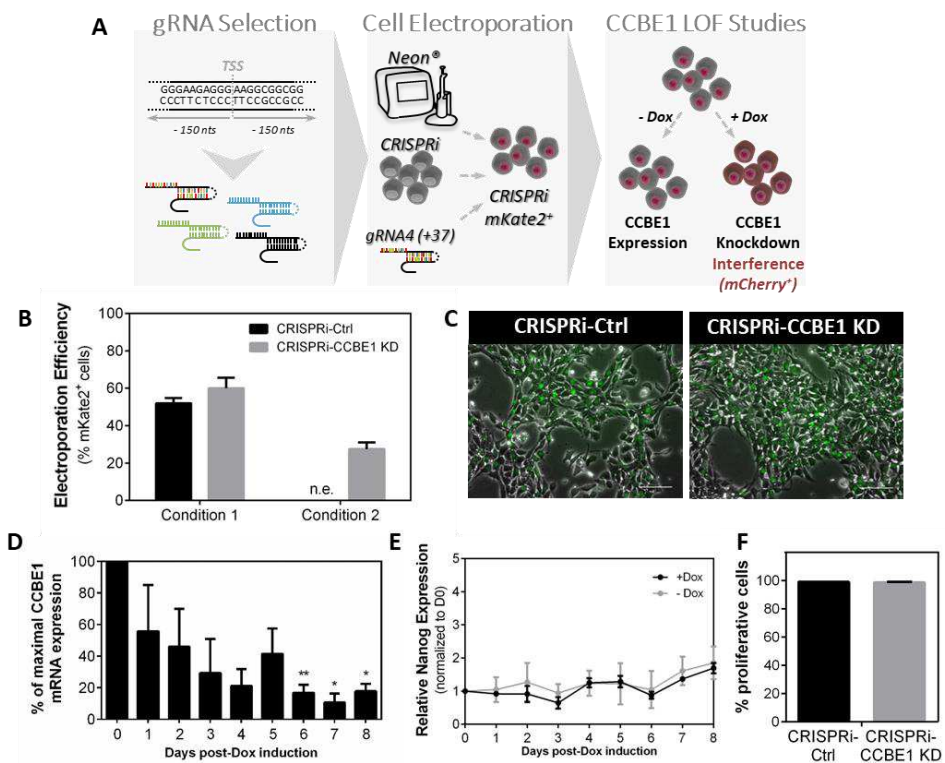 A
gRNA Selection
Cell Electroporation
CCBE1 LOF Studies
TSS
GGGAAGAGGGAAGGCGGCGG
CCCTTCTCCCTTCCGCCGCC
- 150 nts
- 150 nts
Neon®
CRISPRi
gRNA4 (+37)
CRISPRi
mKate2+
- Dox
+ Dox
CCBE1
Expression
CCBE1
Knockdown
Interference
(mCherry+)
B
Electroporation Efficiency
(% mKate2+ cells)
100
80
60
40
20
0
CRISPRi-Ctrl
CRISPRi-CCBE1 KD
n.e.
Condition 1
Condition 2
C
CRISPRi-Ctrl
CRISPRi-CCBE1 KD
D
% of maximal CCBE1
mRNA expression
100
80
60
40
20
0
** * *
0 1 2 3 4 5 6 7 8
Days post-Dox induction
E
Relative Nanog Expression
(normalized to D0)
5
4
3
2
1
0
+Dox
- Dox
0 1 2 3 4 5 6 7 8
Days post-Dox induction
F
% proliferative cells
100
80
60
40
20
0
CRISPRi-
Ctrl
CRISPRi-
CCBE1 KD